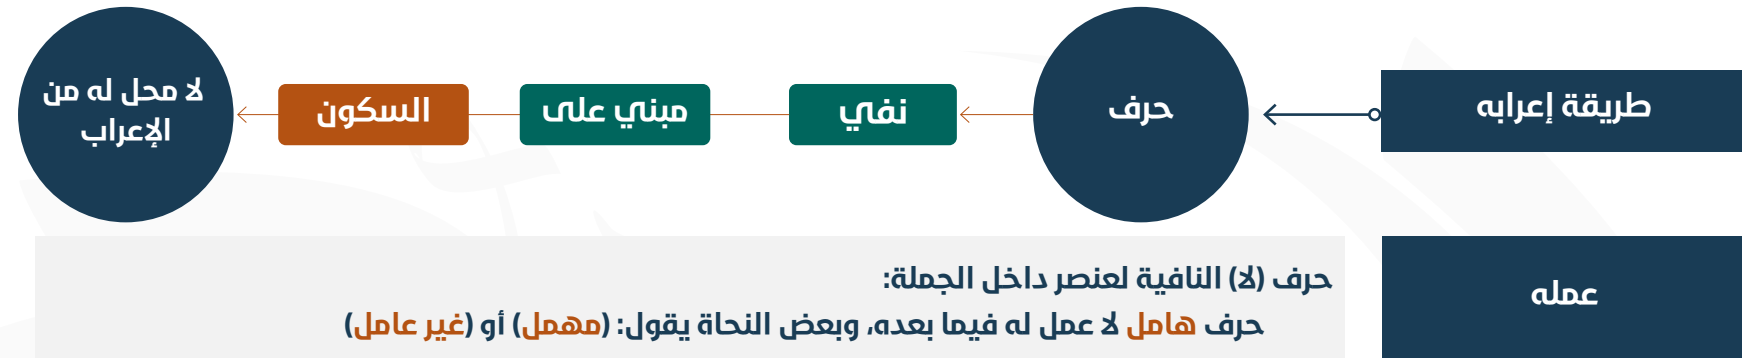 طريقة إعرابه
حرف
نفي
مبني على
السكون
لا محل له من
الإعراب
عمله
حرف (لا) النافية لعنصر داخل الجملة:
حرف هامل لا عمل له فيما بعده، وبعض النحاة يقول: (مهمل) أو (غير عامل)